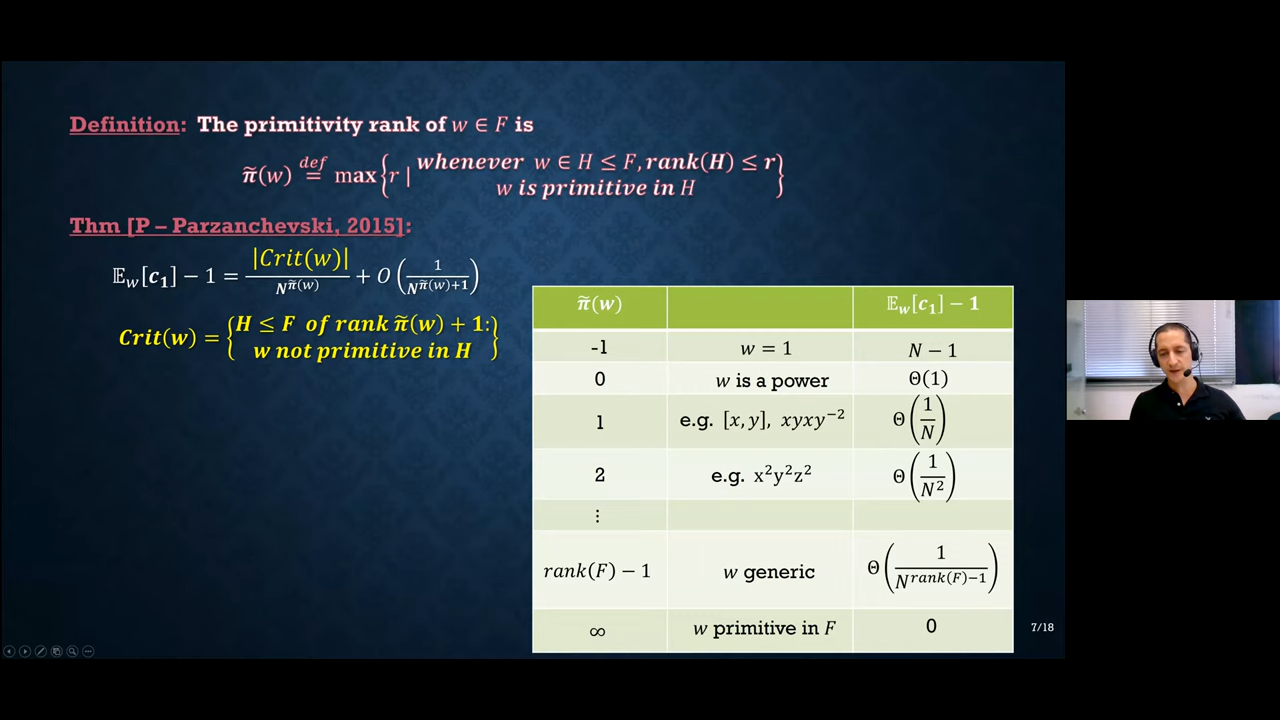 Definition: The primitivity rank of w ∈ F is
π̃(w) def= max{r | whenever w ∈ H ≤ F, rank(H) ≤ r
w is primitive in H}
Thm [P – Parzanchevski, 2015]:
𝔼_w[c₁] − 1 = |Crit(w)| / N^π̃(w) + O(1 / N^(π̃(w)+1))
Crit(w) = {H ≤ F of rank π̃(w) + 1:
w not primitive in H}
π̃(w) 𝔼_w[c₁] − 1
-1 w = 1 N − 1
0 w is a power Θ(1)
1 e.g. [x, y], xyxy⁻² Θ(1/N)
2 e.g. x²y²z² Θ(1/N²)
⋮
rank(F) − 1 w generic Θ(1/N^(rank(F)−1))
∞ w primitive in F 0
7/18